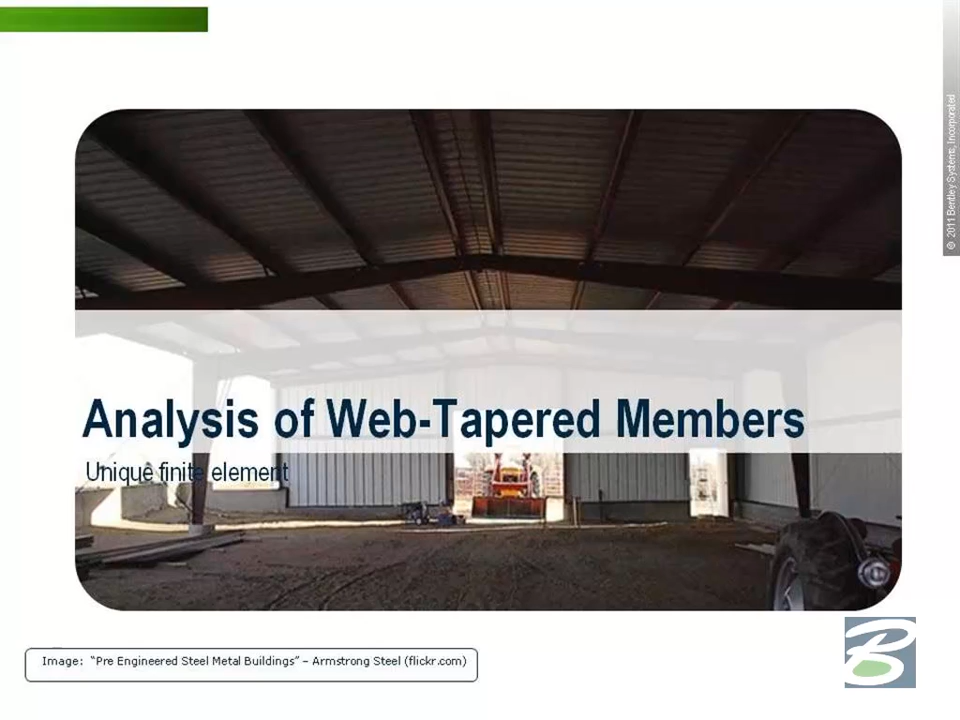 © 2011 Bentley Systems, Incorporated
Analysis of Web-Tapered Members
Unique finite element
Image: “Pre Engineered Steel Metal Buildings” – Armstrong Steel (flickr.com)